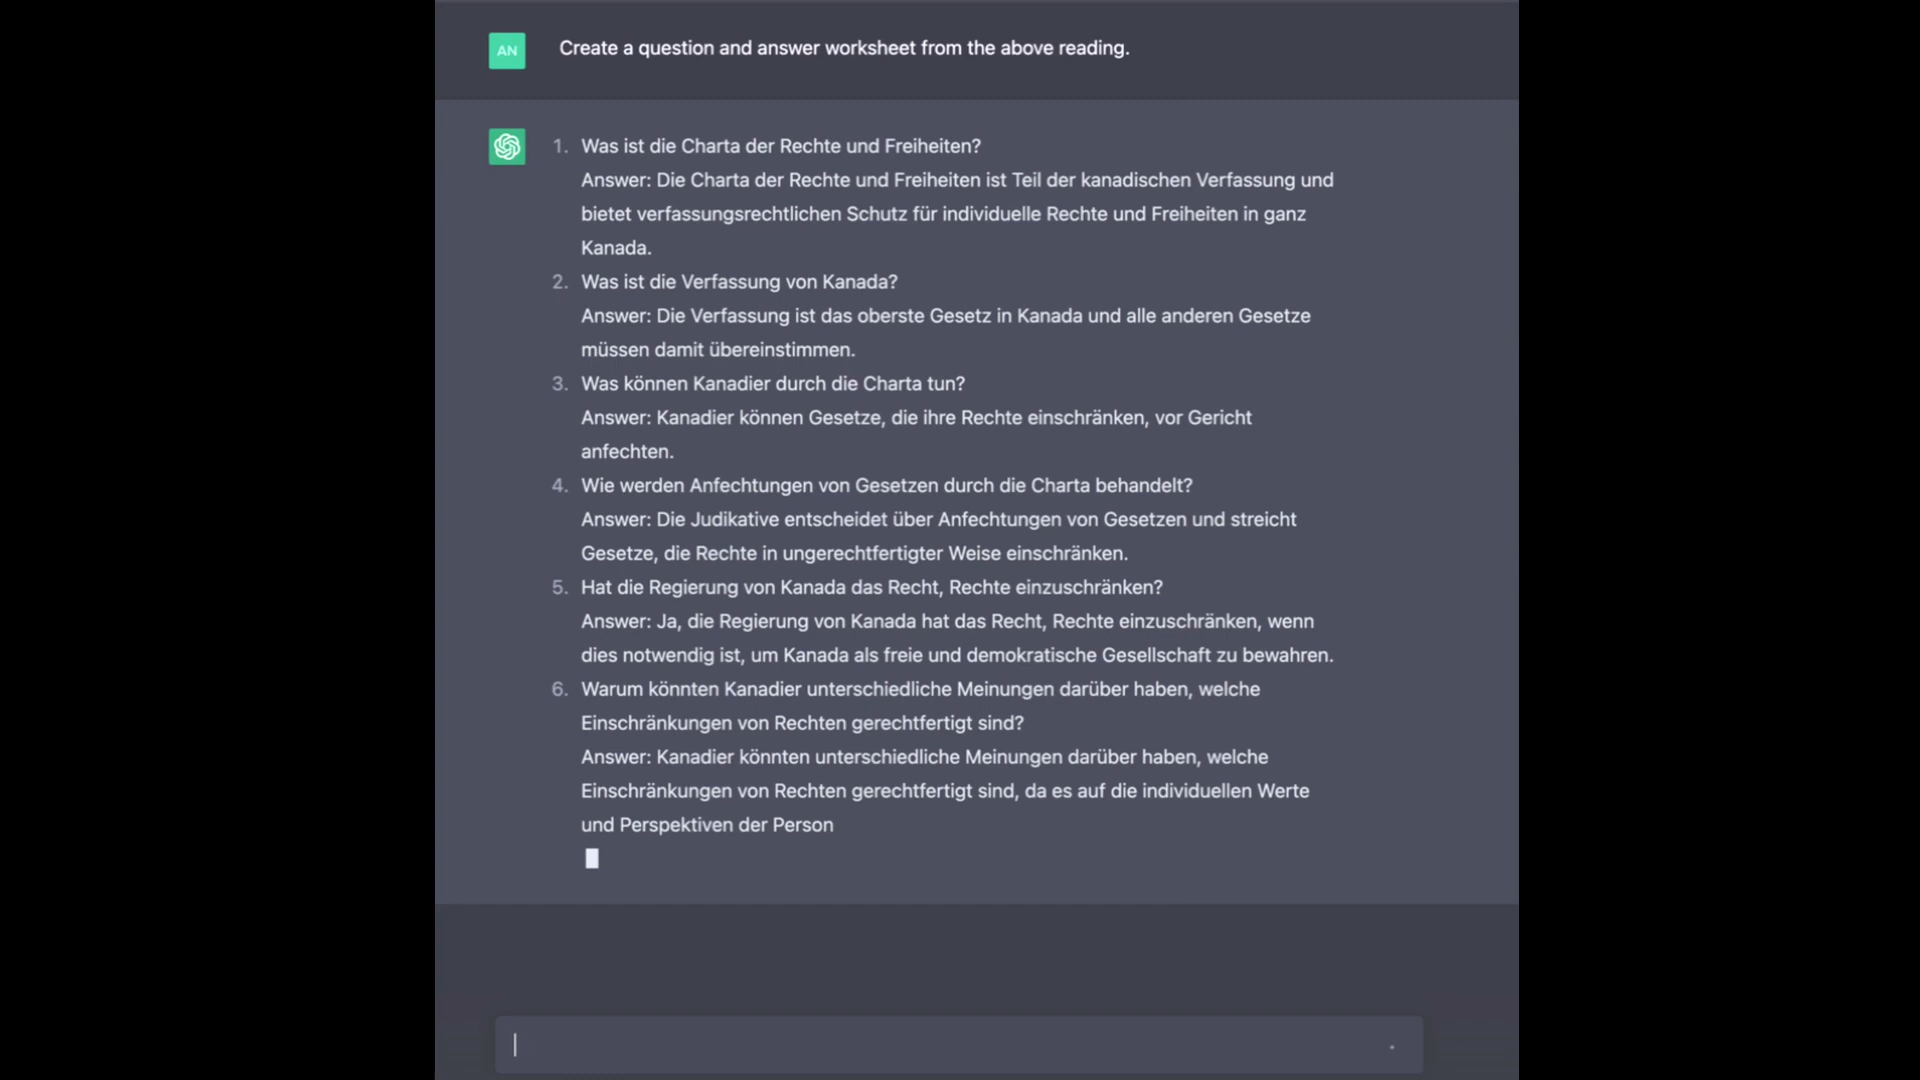 AN
Create a question and answer worksheet from the above reading.
1. Was ist die Charta der Rechte und Freiheiten?
Answer: Die Charta der Rechte und Freiheiten ist Teil der kanadischen Verfassung und
bietet verfassungsrechtlichen Schutz für individuelle Rechte und Freiheiten in ganz
Kanada.
2. Was ist die Verfassung von Kanada?
Answer: Die Verfassung ist das oberste Gesetz in Kanada und alle anderen Gesetze
müssen damit übereinstimmen.
3. Was können Kanadier durch die Charta tun?
Answer: Kanadier können Gesetze, die ihre Rechte einschränken, vor Gericht
anfechten.
4. Wie werden Anfechtungen von Gesetzen durch die Charta behandelt?
Answer: Die Judikative entscheidet über Anfechtungen von Gesetzen und streicht
Gesetze, die Rechte in ungerechtfertigter Weise einschränken.
5. Hat die Regierung von Kanada das Recht, Rechte einzuschränken?
Answer: Ja, die Regierung von Kanada hat das Recht, Rechte einzuschränken, wenn
dies notwendig ist, um Kanada als freie und demokratische Gesellschaft zu bewahren.
6. Warum könnten Kanadier unterschiedliche Meinungen darüber haben, welche
Einschränkungen von Rechten gerechtfertigt sind?
Answer: Kanadier könnten unterschiedliche Meinungen darüber haben, welche
Einschränkungen von Rechten gerechtfertigt sind, da es auf die individuellen Werte
und Perspektiven der Person